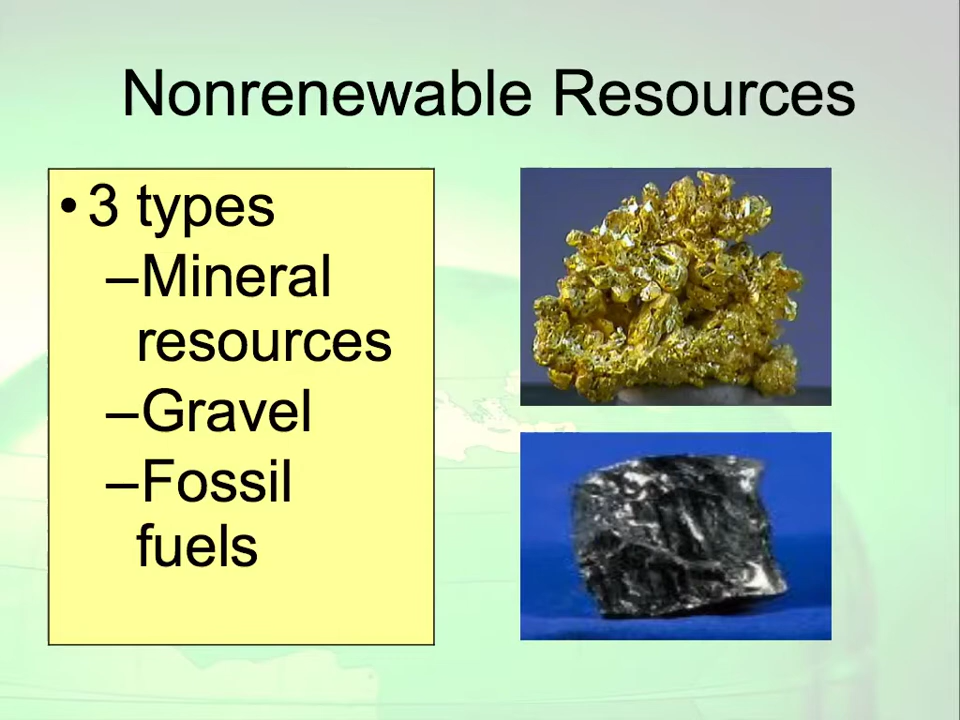 Nonrenewable Resources
•3 types
–Mineral
resources
–Gravel
–Fossil
fuels